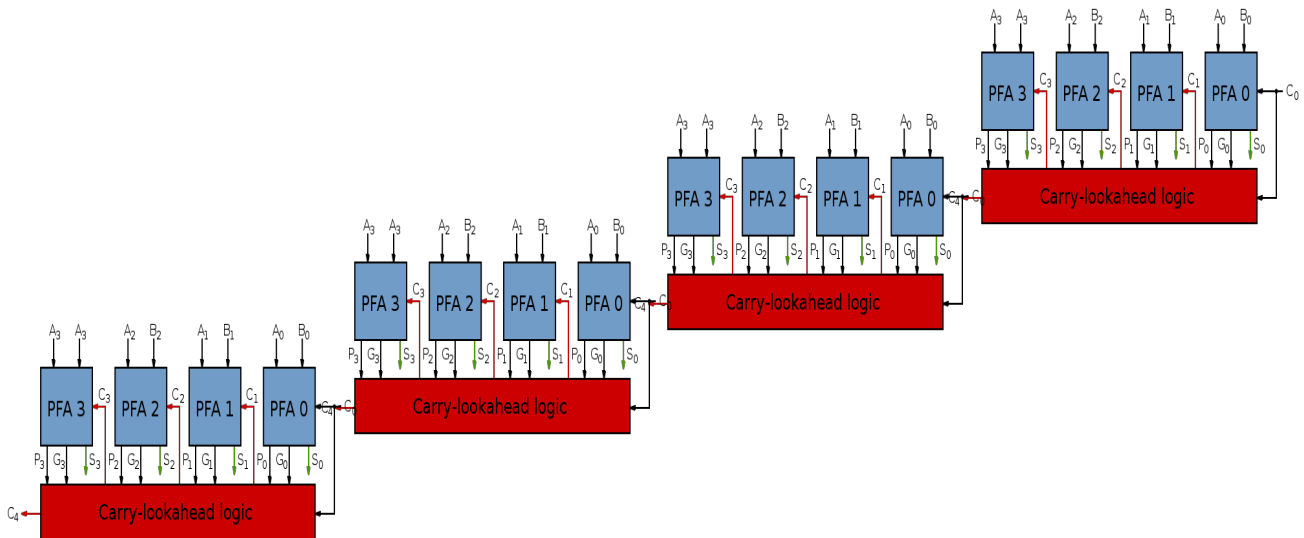 A3 A3 A2 B2 A1 B1 A0 B0
C3 C2 C1 C0
PFA 3 PFA 2 PFA 1 PFA 0
P3 G3 S3 P2 G2 S2 P1 G1 S1 P0 G0 S0
Carry-lookahead logic
A3 A3 A2 B2 A1 B1 A0 B0
C3 C2 C1 C4 C0
PFA 3 PFA 2 PFA 1 PFA 0
P3 G3 S3 P2 G2 S2 P1 G1 S1 P0 G0 S0
Carry-lookahead logic
A3 A3 A2 B2 A1 B1 A0 B0
C3 C2 C1 C4 C0
PFA 3 PFA 2 PFA 1 PFA 0
P3 G3 S3 P2 G2 S2 P1 G1 S1 P0 G0 S0
Carry-lookahead logic
A3 A3 A2 B2 A1 B1 A0 B0
C3 C2 C1 C4 C0
PFA 3 PFA 2 PFA 1 PFA 0
P3 G3 S3 P2 G2 S2 P1 G1 S1 P0 G0 S0
C4 Carry-lookahead logic